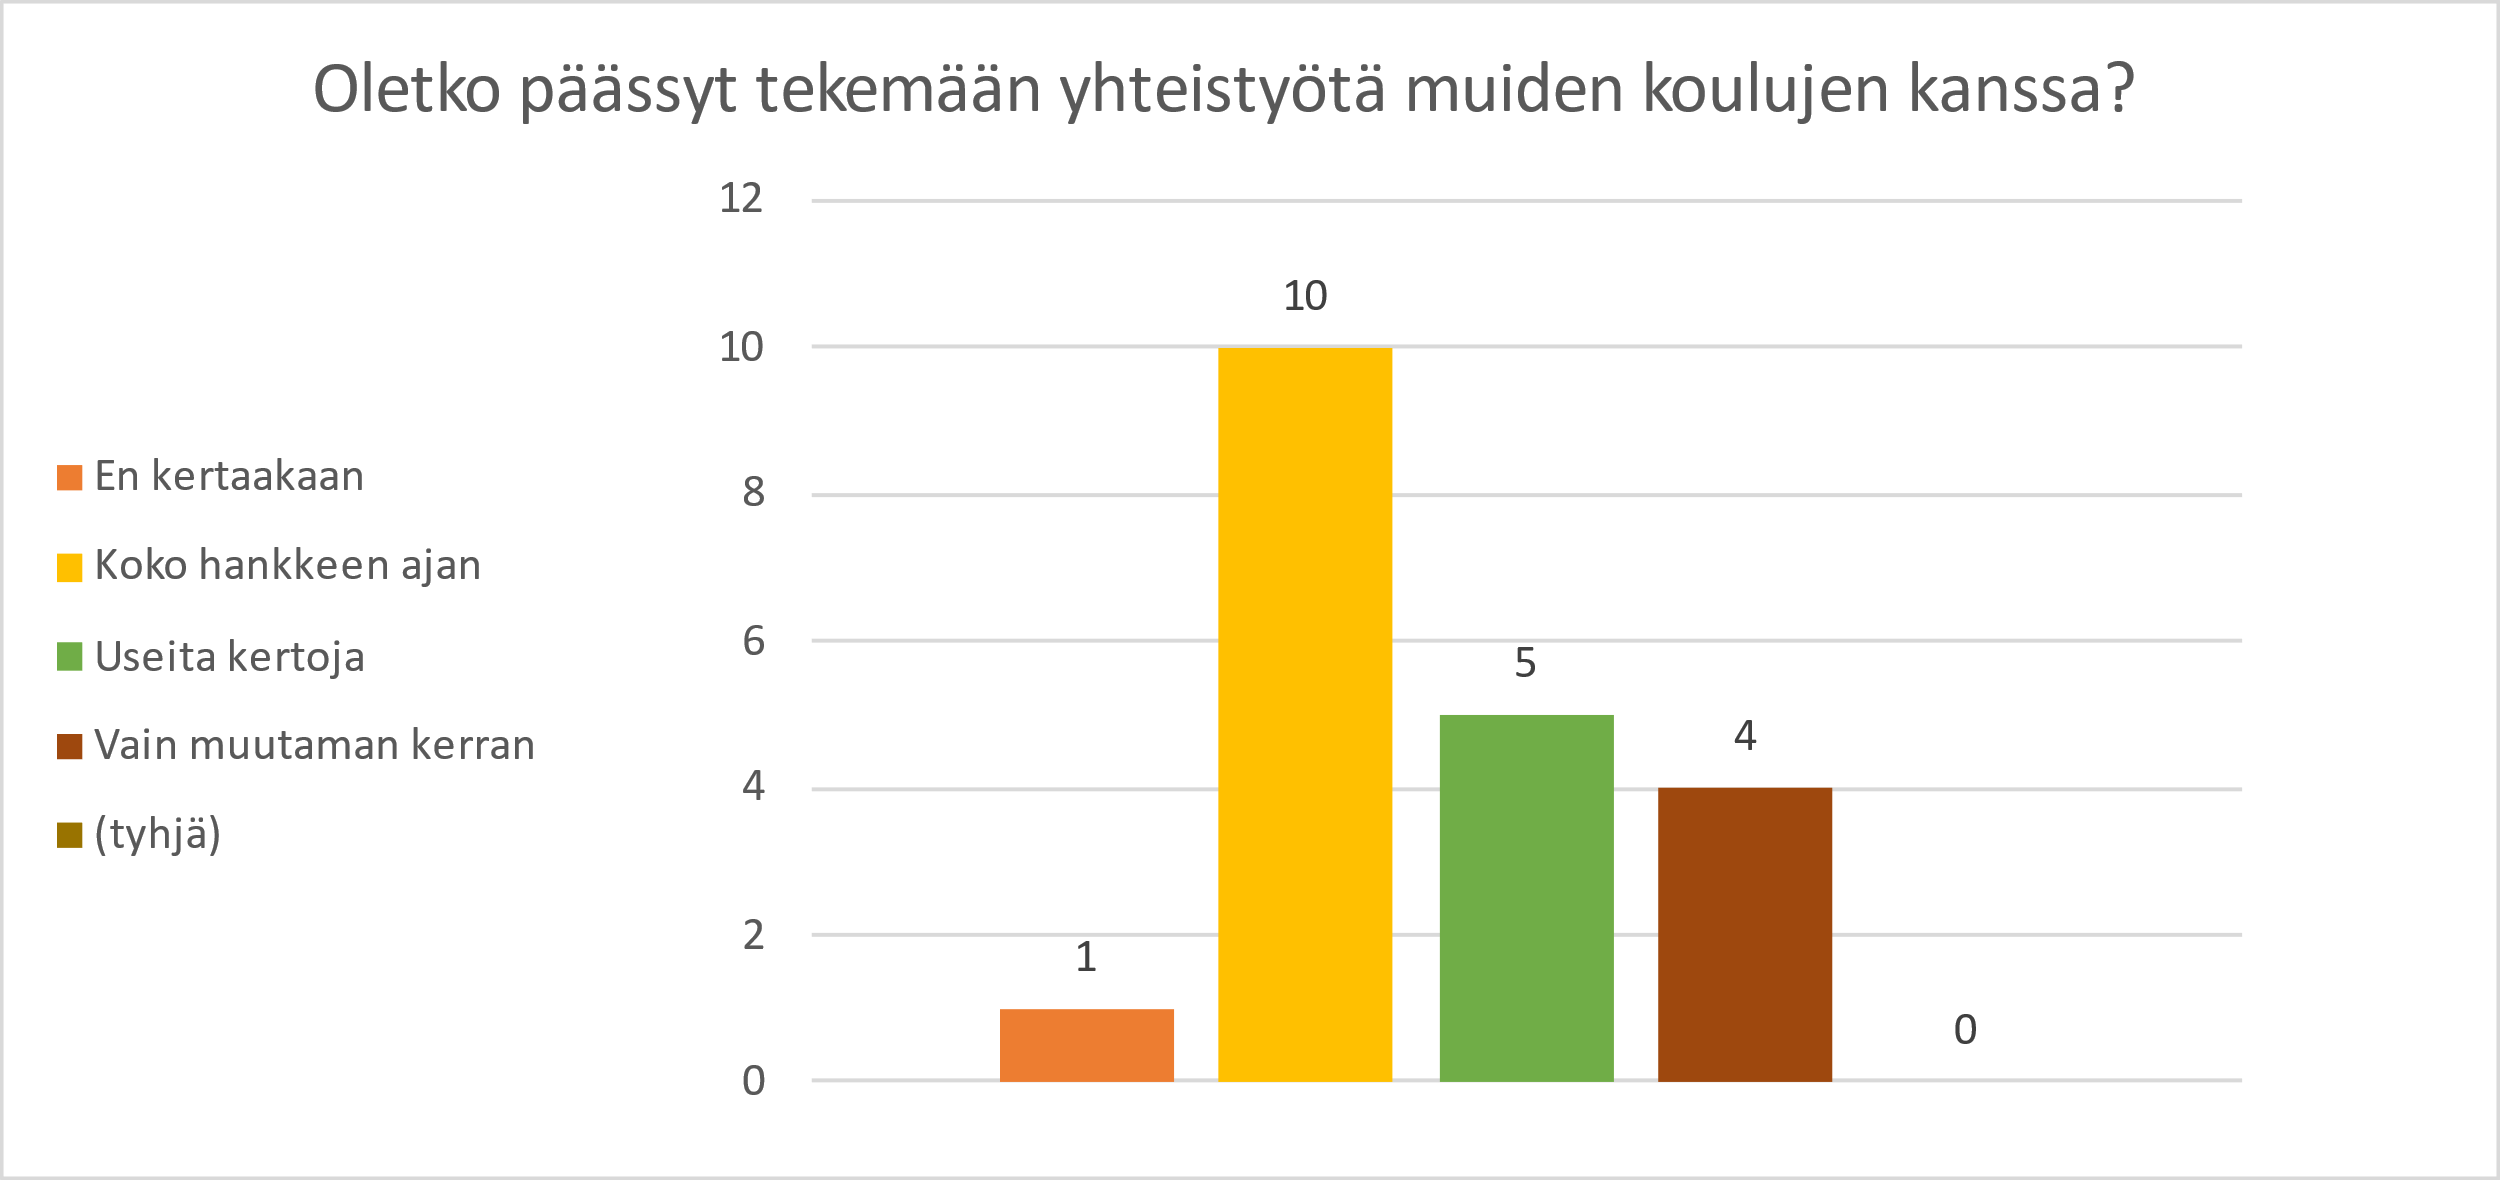 Oletko päässyt tekemään yhteistyötä muiden koulujen kanssa?
En kertaakaan
Koko hankkeen ajan
Useita kertoja
Vain muutaman kerran
(tyhjä)
12
10
8
6
4
2
0
1
10
5
4
0